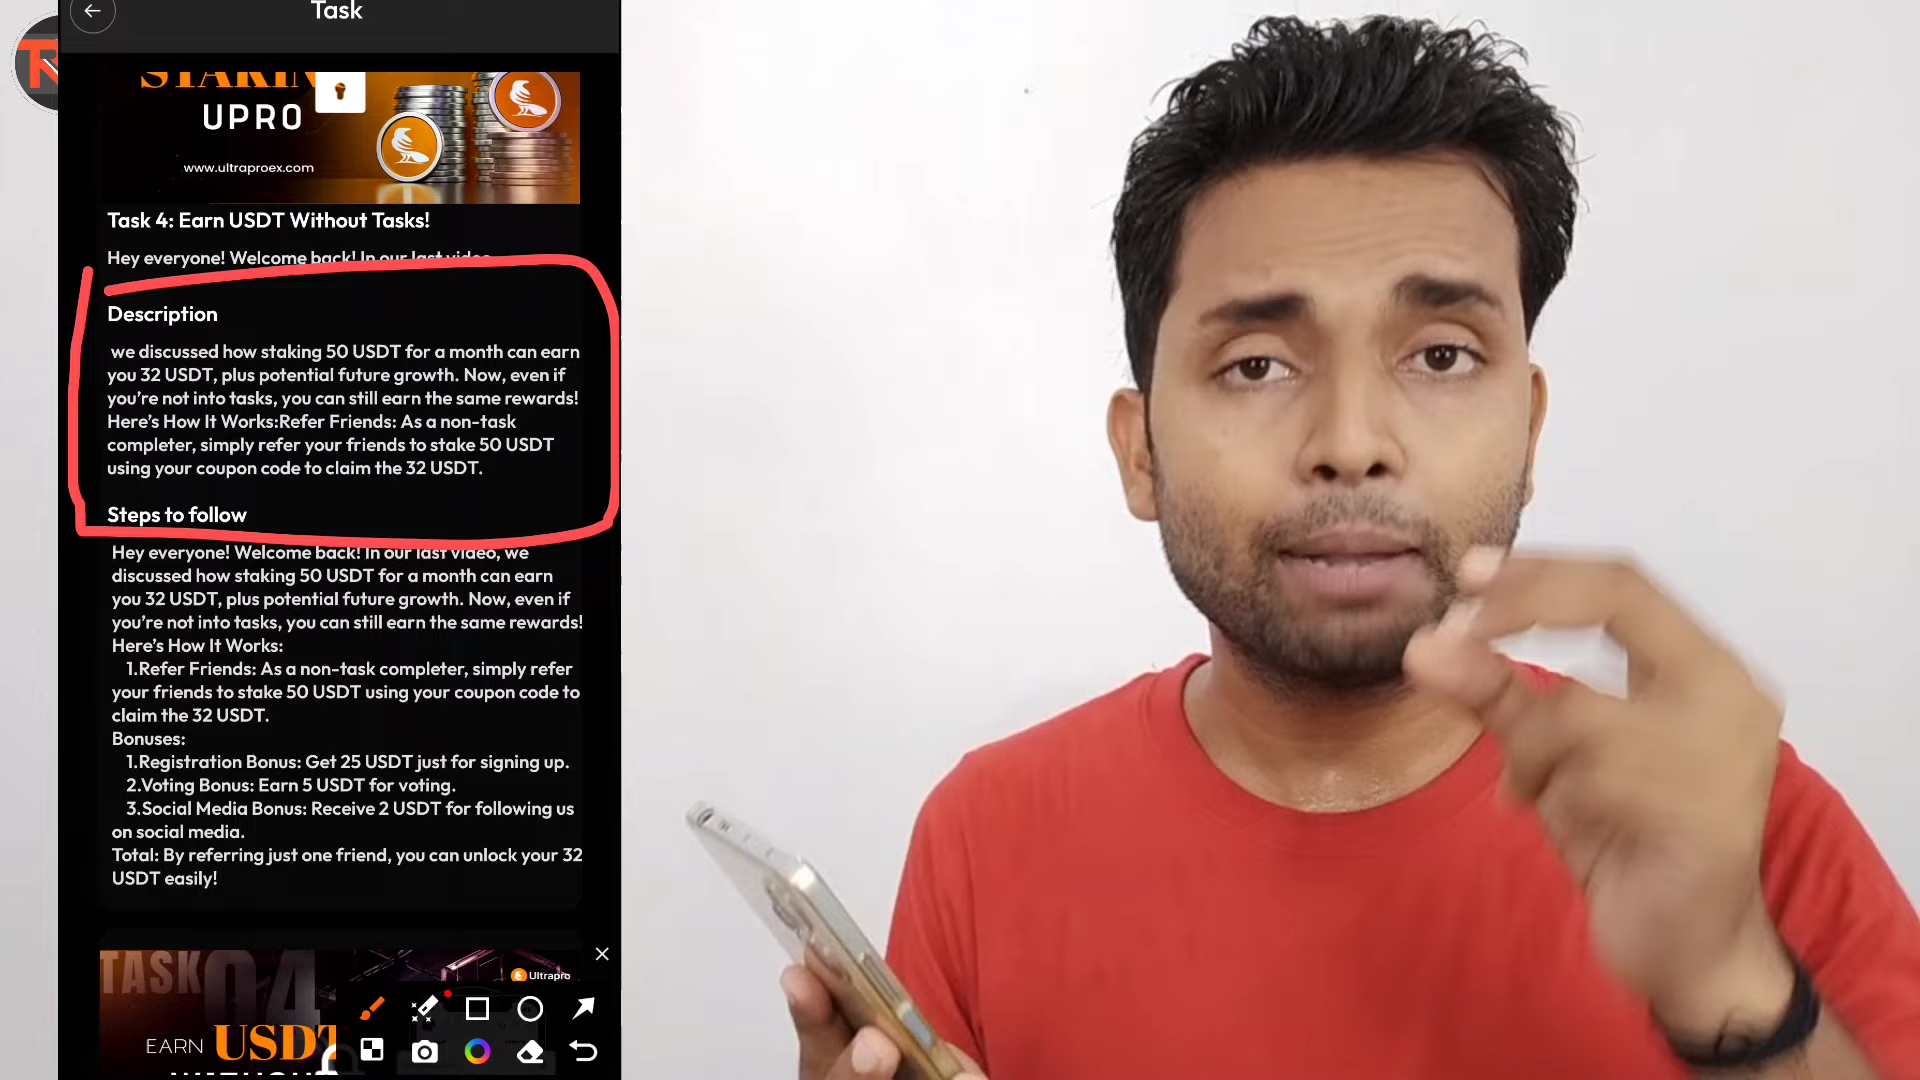 Task
STAKIN
UPRO
www.ultraproex.com
Task 4: Earn USDT Without Tasks!
Hey everyone! Welcome back! In our last video,
Description
we discussed how staking 50 USDT for a month can earn
you 32 USDT, plus potential future growth. Now, even if
you're not into tasks, you can still earn the same rewards!
Here's How It Works:Refer Friends: As a non-task
completer, simply refer your friends to stake 50 USDT
using your coupon code to claim the 32 USDT.
Steps to follow
Hey everyone! Welcome back! In our last video, we
discussed how staking 50 USDT for a month can earn
you 32 USDT, plus potential future growth. Now, even if
you're not into tasks, you can still earn the same rewards!
Here's How It Works:
1.Refer Friends: As a non-task completer, simply refer
your friends to stake 50 USDT using your coupon code to
claim the 32 USDT.
Bonuses:
1.Registration Bonus: Get 25 USDT just for signing up.
2.Voting Bonus: Earn 5 USDT for voting.
3.Social Media Bonus: Receive 2 USDT for following us
on social media.
Total: By referring just one friend, you can unlock your 32
USDT easily!
TASK 04
Ultrapro
EARN USDT